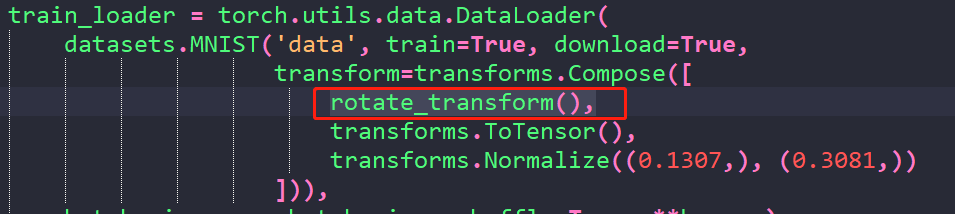 train_loader = torch.utils.data.DataLoader(
datasets.MNIST('data', train=True, download=True,
transform=transforms.Compose([
rotate_transform(),
transforms.ToTensor(),
transforms.Normalize((0.1307,), (0.3081,))
])),